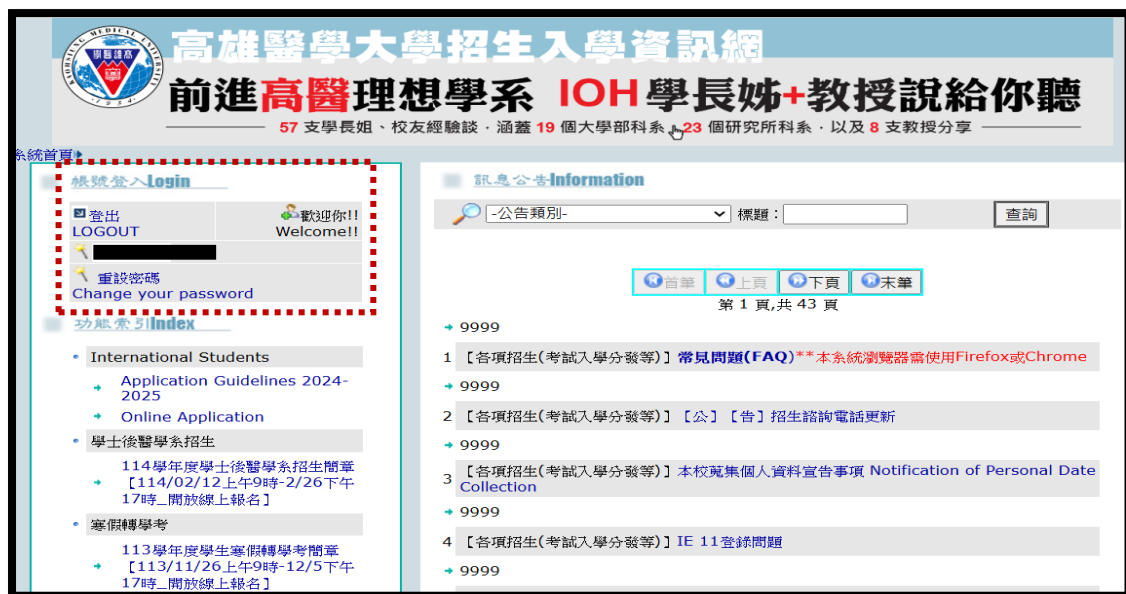 高雄醫學大學招生入學資訊網
前進高醫理想學系 IOH 學長姊+教授說給你聽
57 支學長姐、校友經驗談．涵蓋 19 個大學部科系、23 個研究所科系．以及 8 支教授分享
系統首頁
帳號登入Login
登出
LOGOUT
歡迎你!!
Welcome!!
重設密碼
Change your password
功能索引Index
International Students
Application Guidelines 2024-
2025
Online Application
學士後醫學系招生
114學年度學士後醫學系招生簡章
【114/02/12上午9時-2/26下午
17時_開放線上報名】
寒假轉學考
113學年度學生寒假轉學考簡章
【113/11/26上午9時-12/5下午
17時_開放線上報名】
訊息公告Information
-公告類別- 標題： 查詢
首筆 上頁 下頁 末筆
第 1 頁,共 43 頁
9999
1 【各項招生(考試入學分發等)】常見問題(FAQ)**本系統瀏覽器需使用Firefox或Chrome
9999
2 【各項招生(考試入學分發等)】【公】【告】招生諮詢電話更新
9999
3 【各項招生(考試入學分發等)】本校蒐集個人資料宣告事項 Notification of Personal Date
Collection
9999
4 【各項招生(考試入學分發等)】IE 11登錄問題
9999